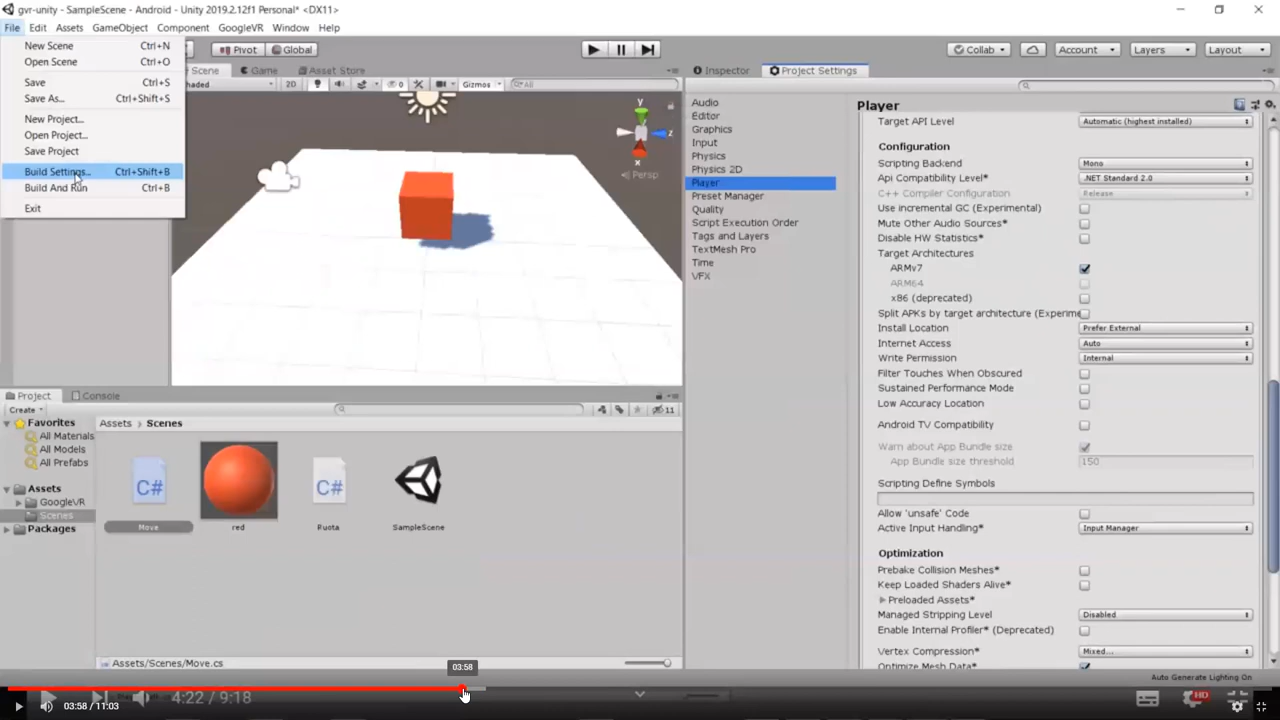 gvr-unity - SampleScene - Android - Unity 2019.2.12f1 Personal* <DX11>
File Edit Assets GameObject Component GoogleVR Window Help
New Scene Ctrl+N
Open Scene Ctrl+O
Save Ctrl+S
Save As... Ctrl+Shift+S
New Project...
Open Project...
Save Project
Build Settings... Ctrl+Shift+B
Build And Run Ctrl+B
Exit
Pivot Global
Collab Account Layers Layout
Scene Game Asset Store
haded 2D 0 Gizmos All
y
z
x
Persp
Inspector Project Settings
Audio
Editor
Graphics
Input
Physics
Physics 2D
Player
Preset Manager
Quality
Script Execution Order
Tags and Layers
TextMesh Pro
Time
VFX
Player
Target API Level Automatic (highest installed)
Configuration
Scripting Backend Mono
Api Compatibility Level* .NET Standard 2.0
C++ Compiler Configuration Release
Use incremental GC (Experimental)
Mute Other Audio Sources*
Disable HW Statistics*
Target Architectures
ARMv7
ARM64
x86 (deprecated)
Split APKs by target architecture (Experime
Install Location Prefer External
Internet Access Auto
Write Permission Internal
Filter Touches When Obscured
Sustained Performance Mode
Low Accuracy Location
Android TV Compatibility
Warn about App Bundle size
App Bundle size threshold 150
Scripting Define Symbols
Allow 'unsafe' Code
Active Input Handling* Input Manager
Optimization
Prebake Collision Meshes*
Keep Loaded Shaders Alive*
Preloaded Assets*
Managed Stripping Level Disabled
Enable Internal Profiler* (Deprecated)
Vertex Compression* Mixed...
Optimize Mesh Data*
Project Console
Create 11
Favorites
All Materials
All Models
All Prefabs
Assets
GoogleVR
Scenes
Packages
Assets Scenes
C# C#
Move red Ruota SampleScene
Assets/Scenes/Move.cs
Auto Generate Lighting On
03:58
4:22 / 9:18
HD
03:58 / 11:03